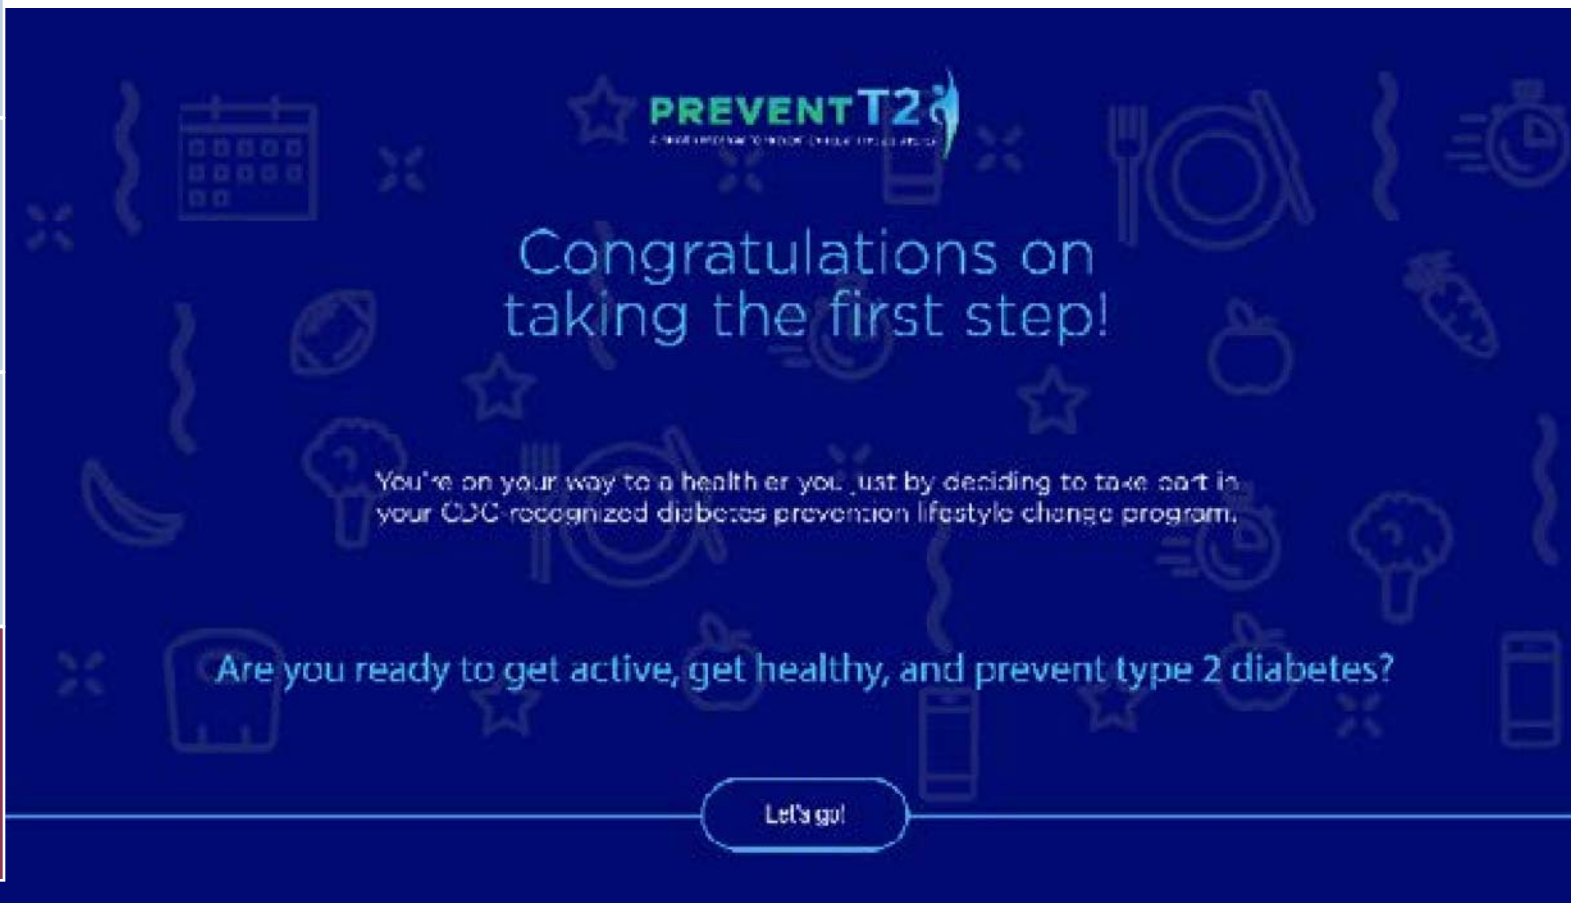 PREVENT T2
Congratulations on
taking the first step!
You're on your way to a healthier you just by deciding to take part in
your CDC-recognized diabetes prevention lifestyle change program.
Are you ready to get active, get healthy, and prevent type 2 diabetes?
Let's go!